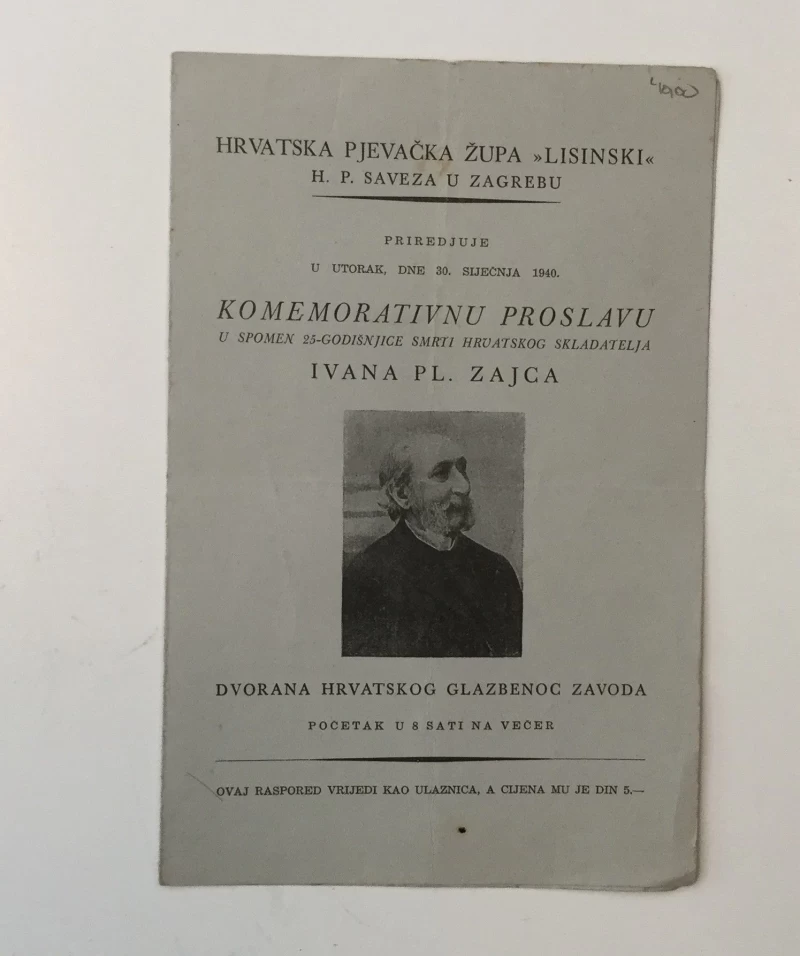 HRVATSKA PJEVAČKA ŽUPA »LISINSKI«
H. P. SAVEZA U ZAGREBU
PRIREDJUJE
U UTORAK, DNE 30. SIJEČNJA 1940.
KOMEMORATIVNU PROSLAVU
U SPOMEN 25-GODIŠNJICE SMRTI HRVATSKOG SKLADATELJA
IVANA PL. ZAJCA
DVORANA HRVATSKOG GLAZBENOG ZAVODA
POČETAK U 8 SATI NA VEČER
OVAJ RASPORED VRIJEDI KAO ULAZNICA, A CIJENA MU JE DIN 5.—